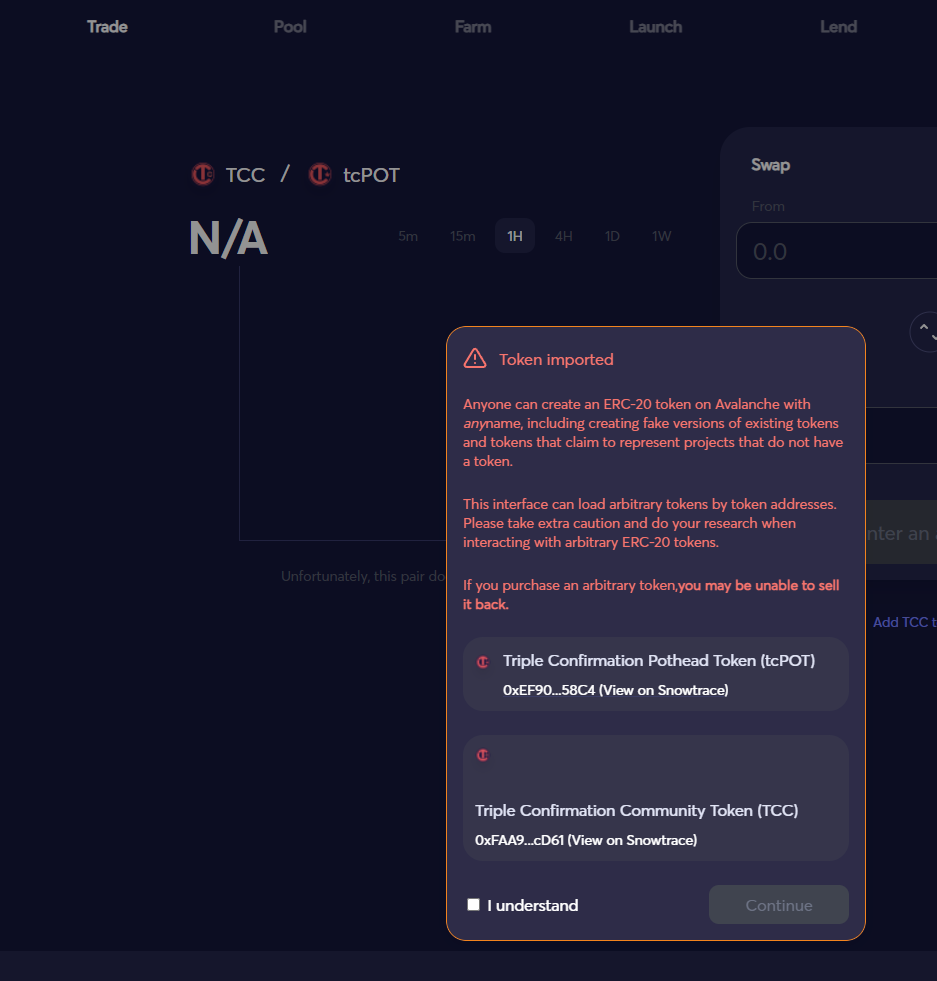 Trade Pool Farm Launch Lend
TCC / tcPOT
N/A
5m 15m 1H 4H 1D 1W
Swap
From
0.0
Token imported
Anyone can create an ERC-20 token on Avalanche with
anyname, including creating fake versions of existing tokens
and tokens that claim to represent projects that do not have
a token.
This interface can load arbitrary tokens by token addresses.
Please take extra caution and do your research when
interacting with arbitrary ERC-20 tokens.
If you purchase an arbitrary token,you may be unable to sell
it back.
Triple Confirmation Pothead Token (tcPOT)
0xEF90...58C4 (View on Snowtrace)
Triple Confirmation Community Token (TCC)
0xFAA9...cD61 (View on Snowtrace)
I understand
Continue
Unfortunately, this pair do
nter an
Add TCC t